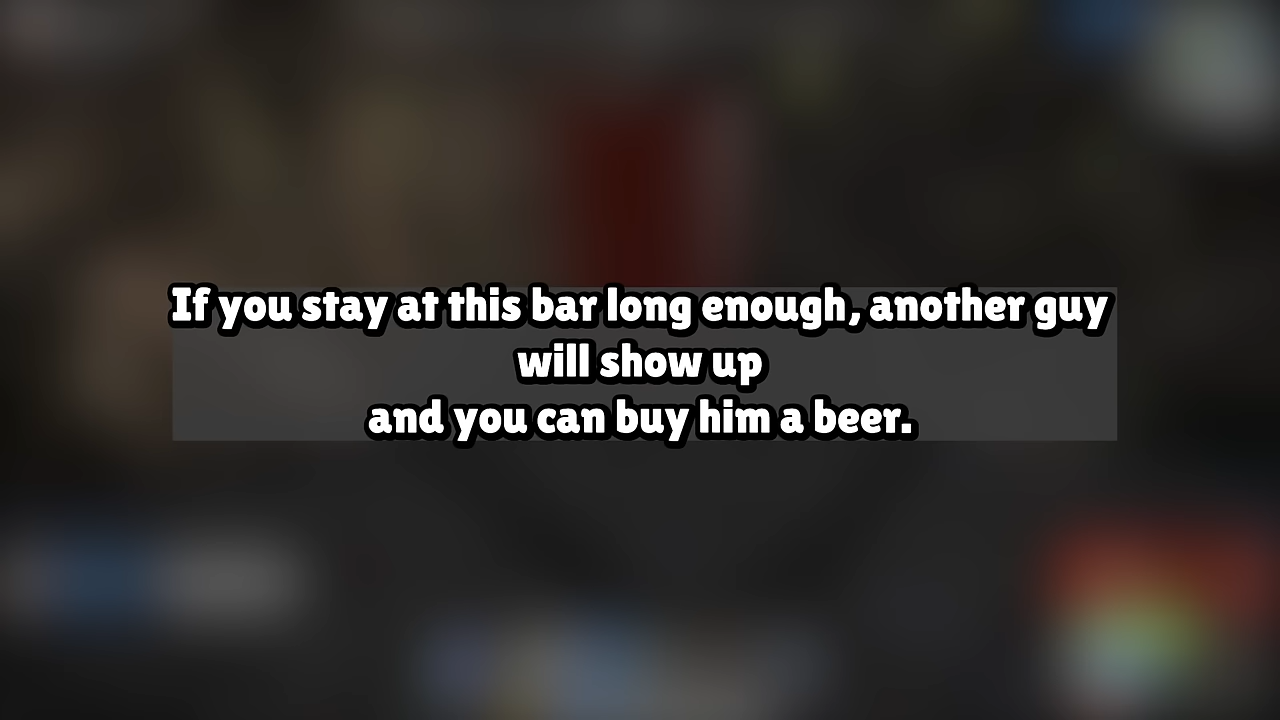 If you stay at this bar long enough, another guy
will show up
and you can buy him a beer.